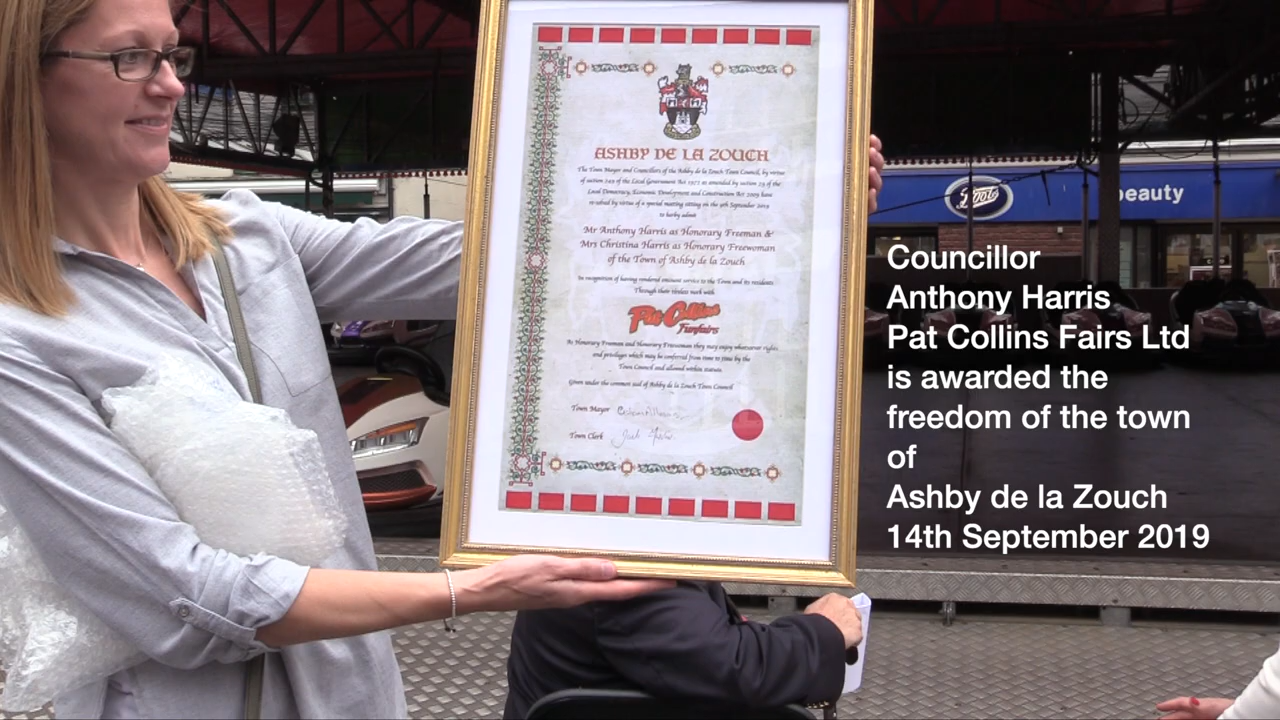 ASHBY DE LA ZOUCH
The Town Mayor and Councillors of the Ashby de la Zouch Town Council, by virtue
of section 249 of the Local Government Act 1972 as amended by section 29 of the
Local Democracy, Economic Development and Construction Act 2009 have
resolved by virtue of a special meeting sitting on the 9th September 2019
to hereby admit
Mr Anthony Harris as Honorary Freeman &
Mrs Christina Harris as Honorary Freewoman
of the Town of Ashby de la Zouch
In recognition of having rendered eminent service to the Town and its residents
Through their tireless work with
Pat Collins
Funfairs
As Honorary Freeman and Honorary Freewoman they may enjoy whatsoever rights
and privileges which may be conferred from time to time by the
Town Council and allowed within statute.
Given under the common seal of Ashby de la Zouch Town Council
Town Mayor
Town Clerk
Boots
beauty
Councillor
Anthony Harris
Pat Collins Fairs Ltd
is awarded the
freedom of the town
of
Ashby de la Zouch
14th September 2019